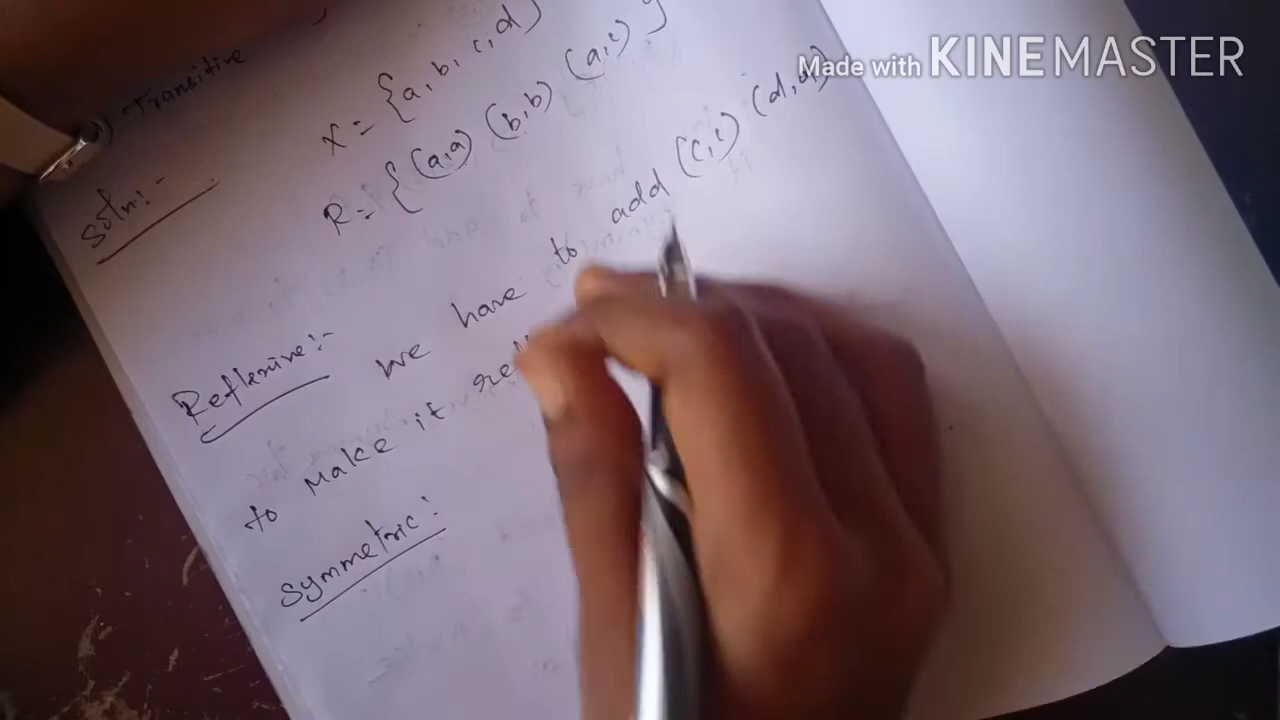 Made with KINEMASTER
Transitive
Soln:-
X = {a, b, c, d}
R = { (a,a) (b,b) (a,c) }
Reflexive:- We have to add (c,c) (d,d)
to make it
Symmetric: